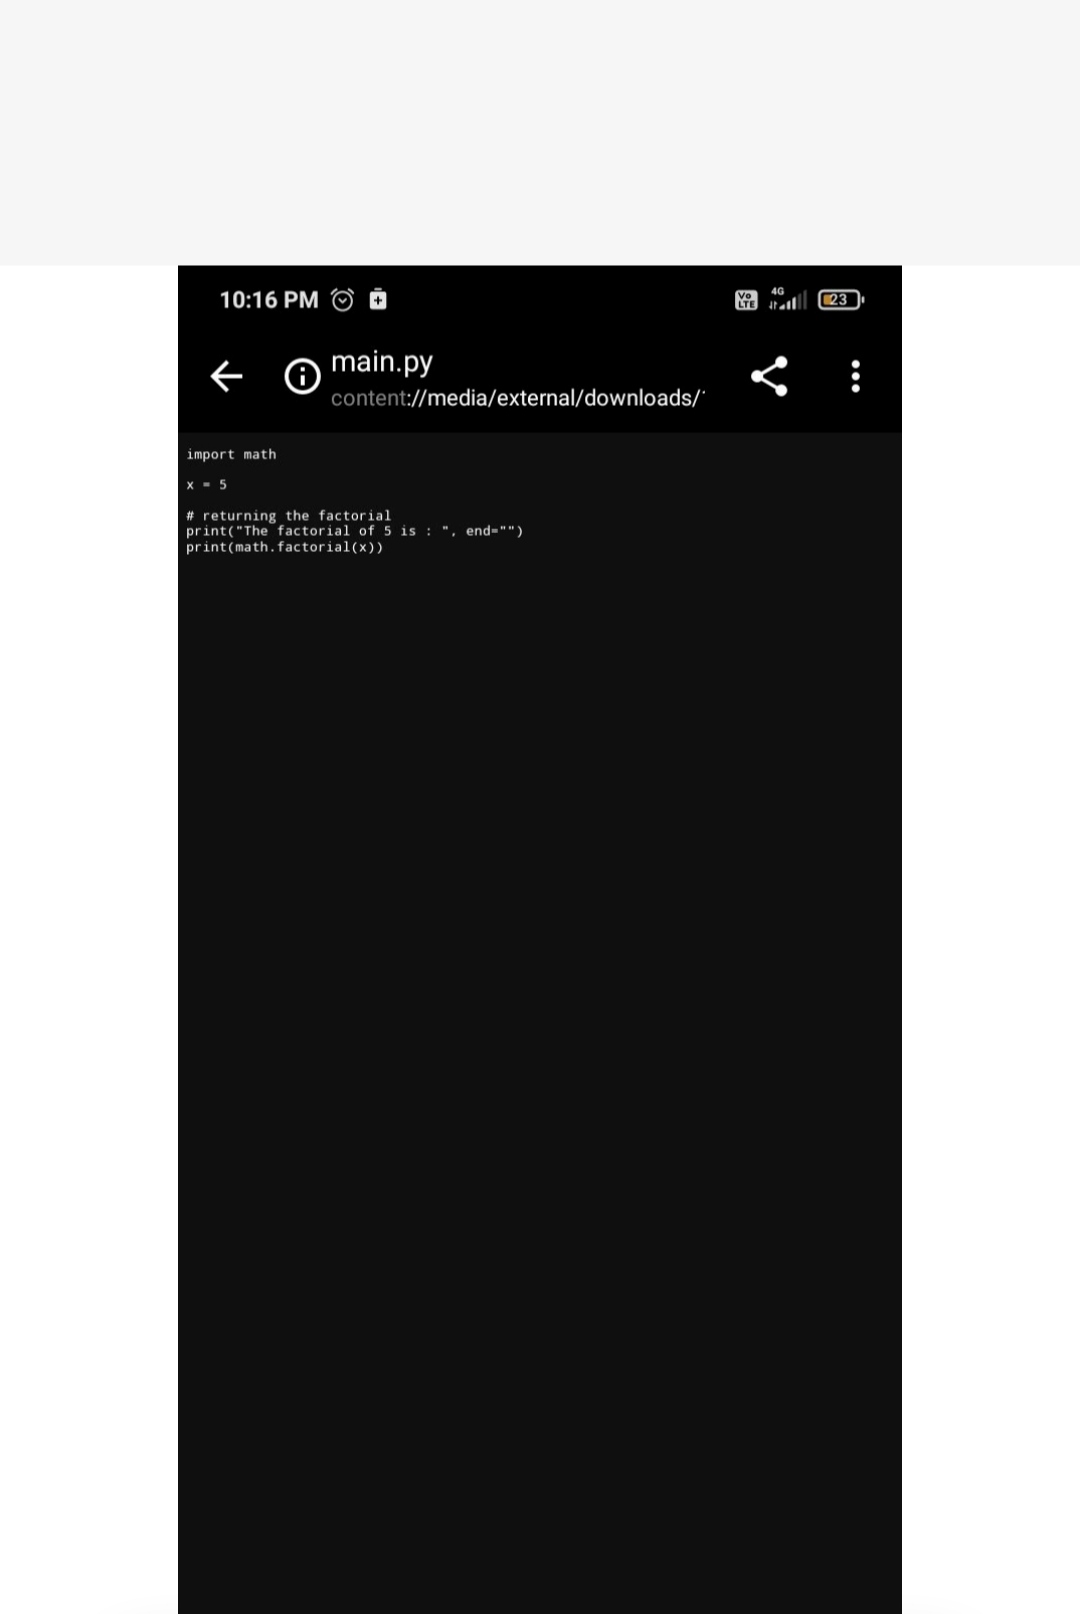 10:16 PM
Vo LTE 4G 23
main.py
content://media/external/downloads/
import math
x = 5
# returning the factorial
print("The factorial of 5 is : ", end="")
print(math.factorial(x))